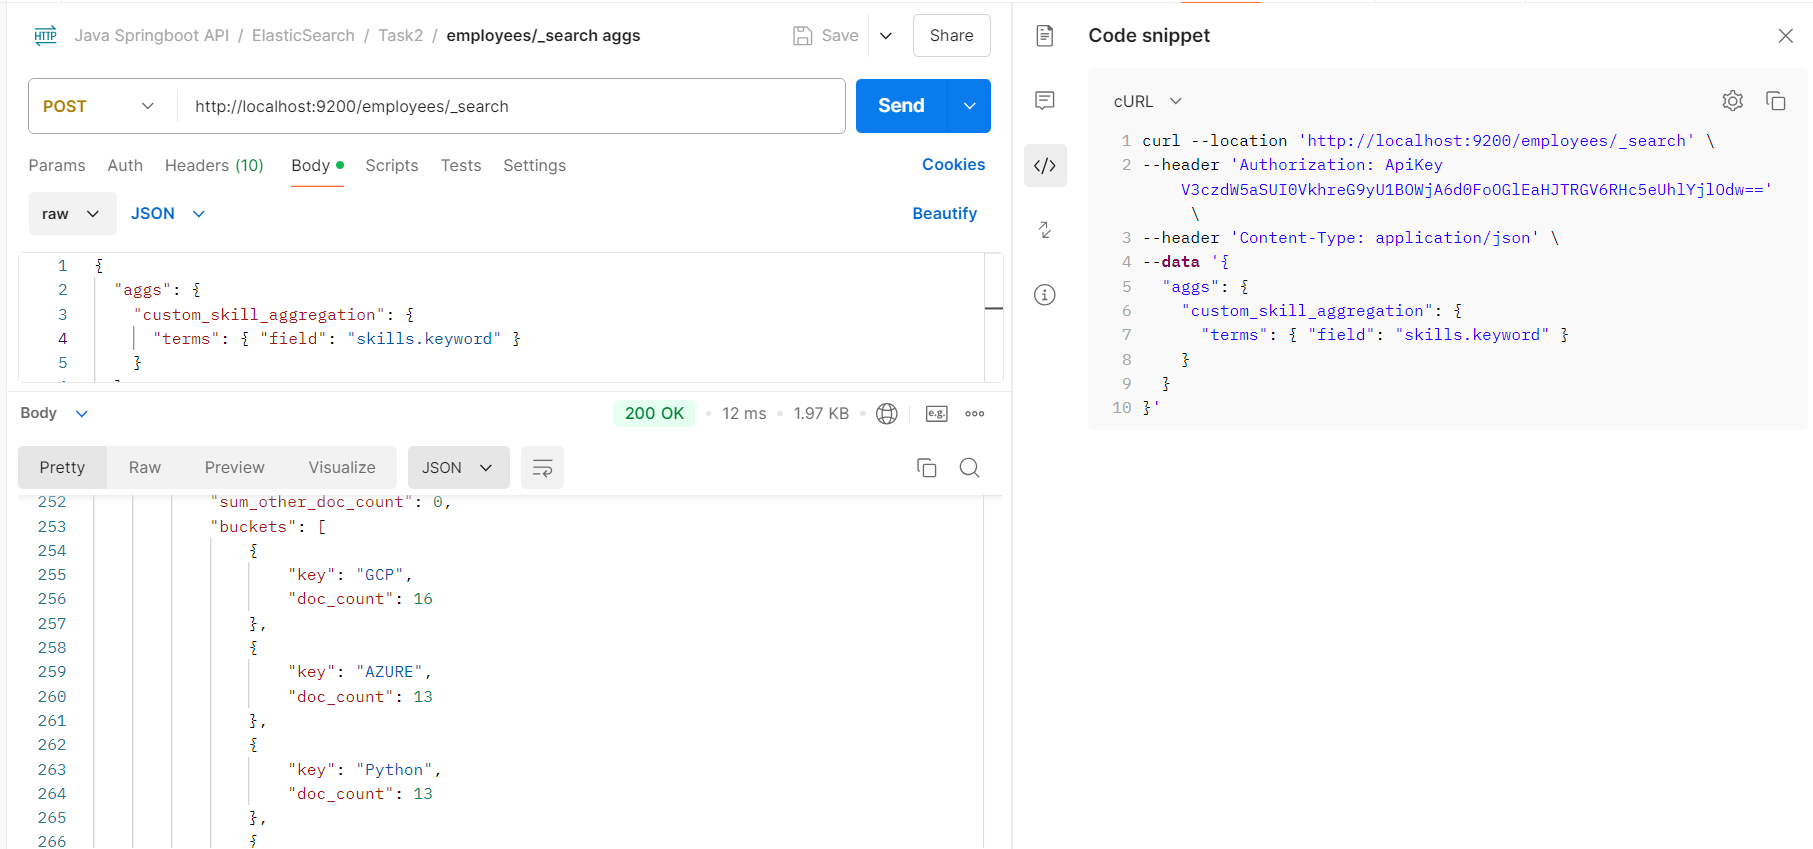 HTTP Java Springboot API / ElasticSearch / Task2 / employees/_search aggs
Save
Share
POST
http://localhost:9200/employees/_search
Send
Params Auth Headers (10) Body Scripts Tests Settings
Cookies
raw JSON
Beautify
1 {
2 "aggs": {
3 "custom_skill_aggregation": {
4 "terms": { "field": "skills.keyword" }
5 }
Body
200 OK 12 ms 1.97 KB e.g.
Pretty Raw Preview Visualize JSON
252 "sum_other_doc_count": 0,
253 "buckets": [
254 {
255 "key": "GCP",
256 "doc_count": 16
257 },
258 {
259 "key": "AZURE",
260 "doc_count": 13
261 },
262 {
263 "key": "Python",
264 "doc_count": 13
265 },
266 {
Code snippet
cURL
1 curl --location 'http://localhost:9200/employees/_search' \
2 --header 'Authorization: ApiKey
V3czdW5aSUI0VkhreG9yU1BOWjA6d0FoOGlEaHJTRGV6RHc5eUhlYjlOdw=='
\
3 --header 'Content-Type: application/json' \
4 --data '{
5 "aggs": {
6 "custom_skill_aggregation": {
7 "terms": { "field": "skills.keyword" }
8 }
9 }
10 }'